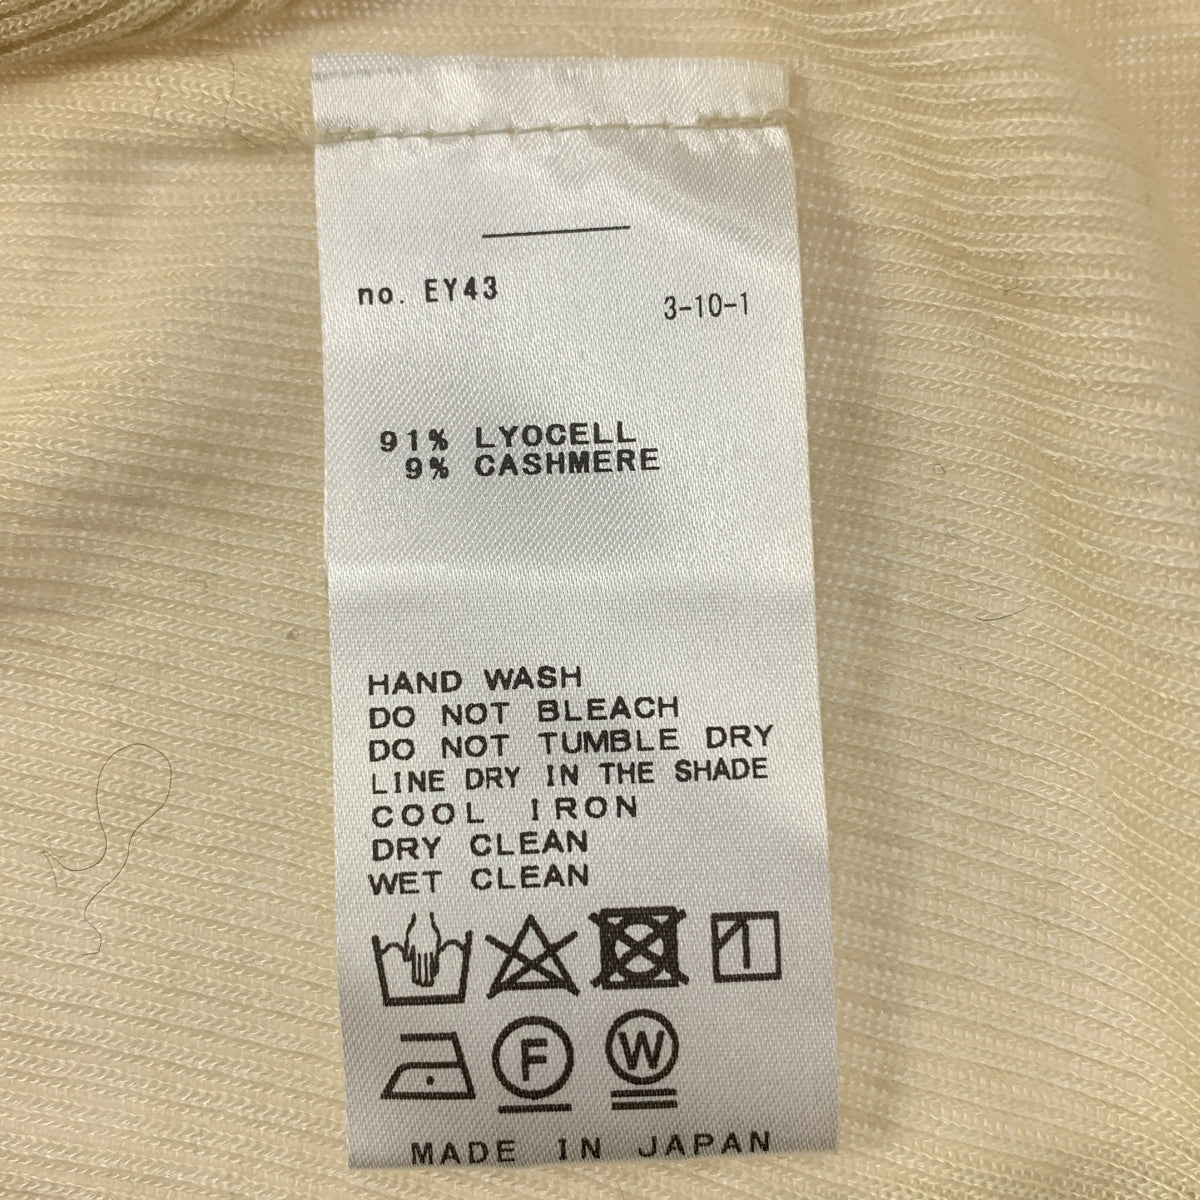 no. EY43
3-10-1
91% LYOCELL
9% CASHMERE
HAND WASH
DO NOT BLEACH
DO NOT TUMBLE DRY
LINE DRY IN THE SHADE
COOL IRON
DRY CLEAN
WET CLEAN
F W
MADE IN JAPAN